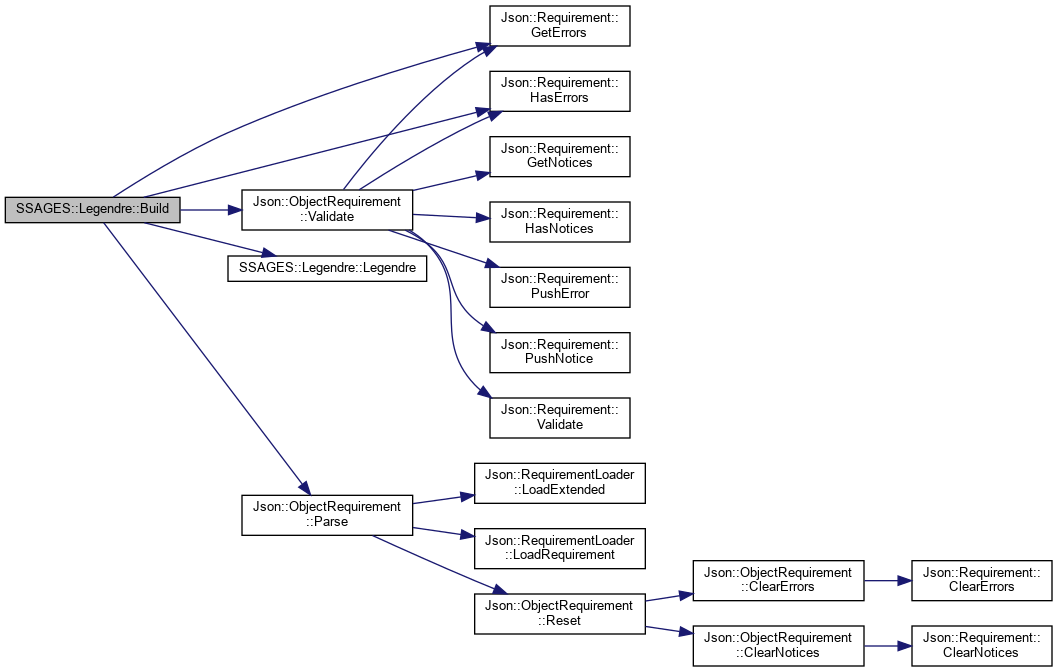 Json::Requirement::
GetErrors
Json::Requirement::
HasErrors
Json::Requirement::
GetNotices
SSAGES::Legendre::Build
Json::ObjectRequirement
::Validate
Json::Requirement::
HasNotices
SSAGES::Legendre::Legendre
Json::Requirement::
PushError
Json::Requirement::
PushNotice
Json::Requirement::
Validate
Json::RequirementLoader
::LoadExtended
Json::ObjectRequirement
::Parse
Json::RequirementLoader
::LoadRequirement
Json::ObjectRequirement
::Reset
Json::ObjectRequirement
::ClearErrors
Json::Requirement::
ClearErrors
Json::ObjectRequirement
::ClearNotices
Json::Requirement::
ClearNotices